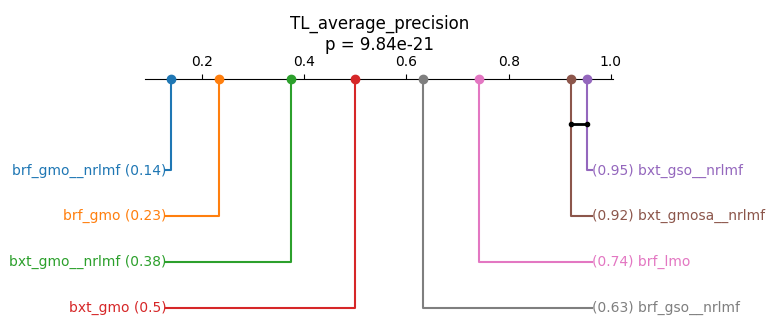 TL_average_precision
p = 9.84e-21
0.2 0.4 0.6 0.8 1.0
brf_gmo__nrlmf (0.14) (0.95) bxt_gso__nrlmf
brf_gmo (0.23) (0.92) bxt_gmosa__nrlmf
bxt_gmo__nrlmf (0.38) (0.74) brf_lmo
bxt_gmo (0.5) (0.63) brf_gso__nrlmf